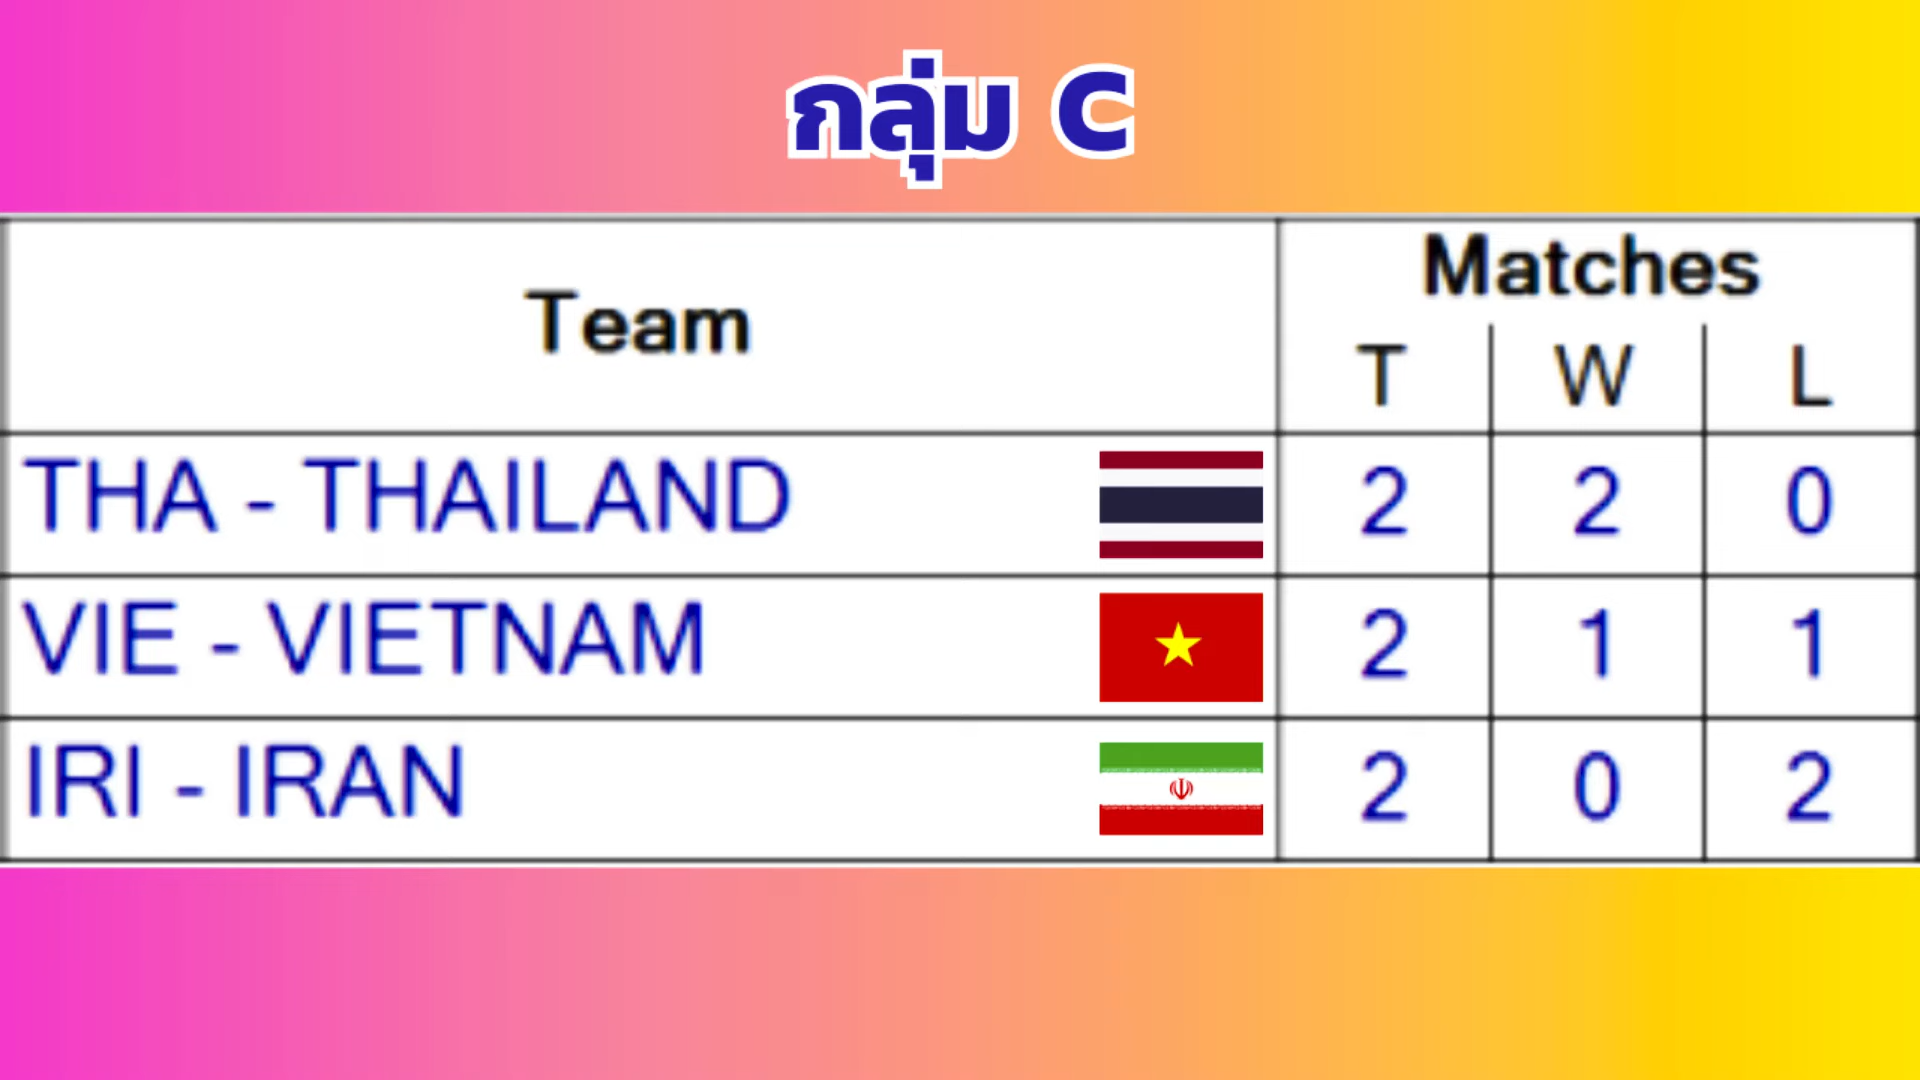 กลุ่ม C
Team Matches
T W L
THA - THAILAND 2 2 0
VIE - VIETNAM 2 1 1
IRI - IRAN 2 0 2